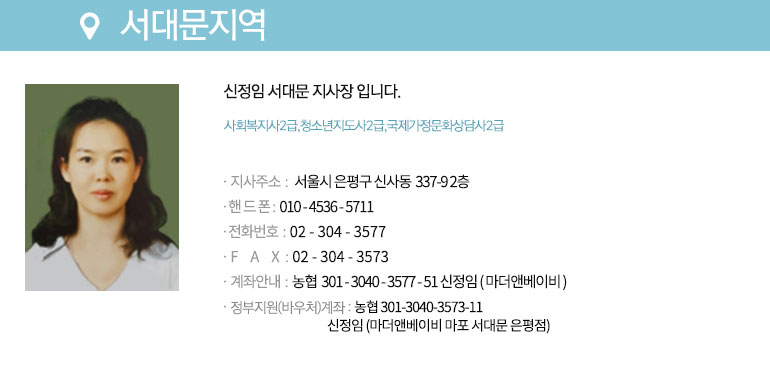 서대문지역
신정임 서대문 지사장 입니다.
사회복지사2급,청소년지도사2급,국제가정문화상담사2급
· 지사주소 : 서울시 은평구 신사동 337-9 2층
· 핸 드 폰 : 010 - 4536 - 5711
· 전화번호 : 02 - 304 - 3577
· F A X : 02 - 304 - 3573
· 계좌안내 : 농협 301 - 3040 - 3577 - 51 신정임 ( 마더앤베이비 )
· 정부지원(바우처)계좌 : 농협 301-3040-3573-11
신정임 (마더앤베이비 마포 서대문 은평점)